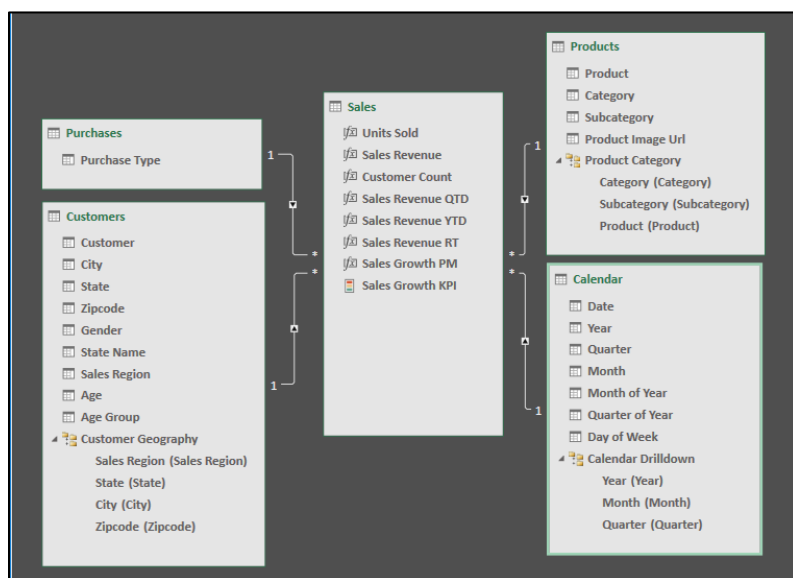 Purchases
Purchase Type
1
Customers
Customer
City
State
Zipcode
Gender
State Name
Sales Region
Age
Age Group
Customer Geography
Sales Region (Sales Region)
State (State)
City (City)
Zipcode (Zipcode)
1
Sales
Units Sold
Sales Revenue
Customer Count
Sales Revenue QTD
Sales Revenue YTD
Sales Revenue RT
Sales Growth PM
Sales Growth KPI
*
*
*
*
Products
Product
Category
Subcategory
Product Image Url
Product Category
Category (Category)
Subcategory (Subcategory)
Product (Product)
1
Calendar
Date
Year
Quarter
Month
Month of Year
Quarter of Year
Day of Week
Calendar Drilldown
Year (Year)
Month (Month)
Quarter (Quarter)
1